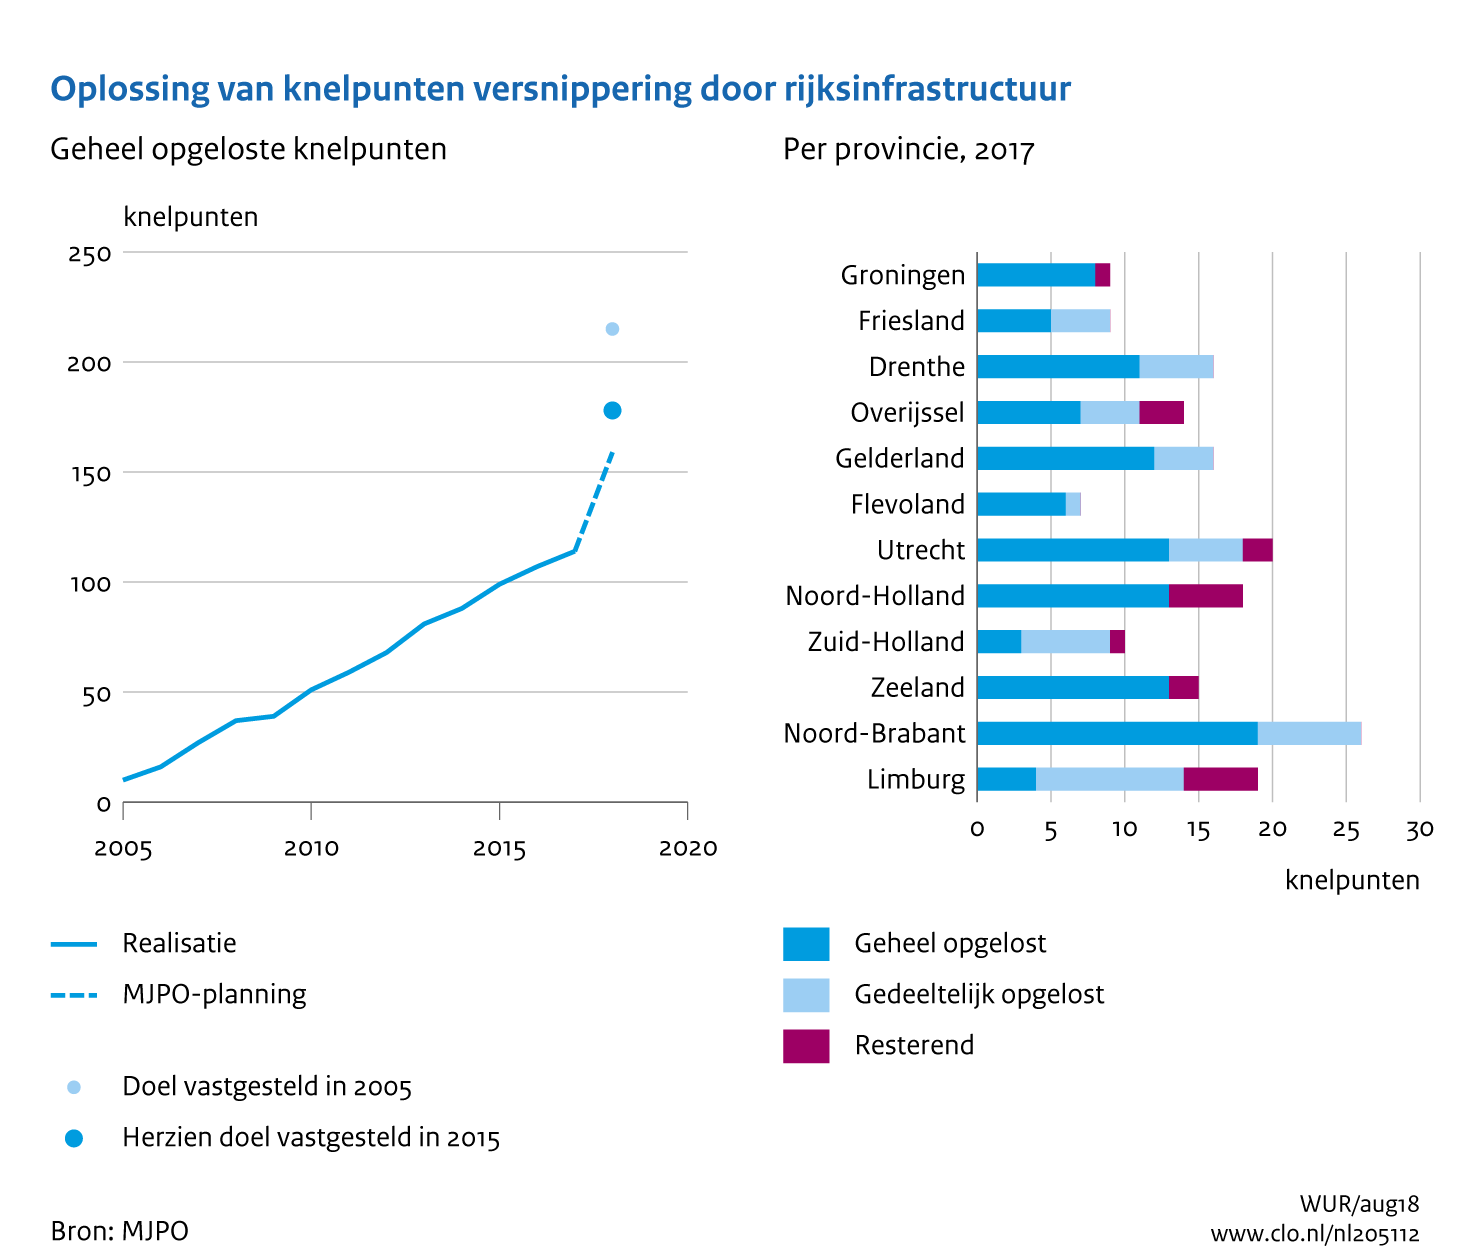 Oplossing van knelpunten versnippering door rijksinfrastructuur
Geheel opgeloste knelpunten
knelpunten
250
200
150
100
50
0
2005 2010 2015 2020
Realisatie
MJPO-planning
Doel vastgesteld in 2005
Herzien doel vastgesteld in 2015
Per provincie, 2017
Groningen
Friesland
Drenthe
Overijssel
Gelderland
Flevoland
Utrecht
Noord-Holland
Zuid-Holland
Zeeland
Noord-Brabant
Limburg
0 5 10 15 20 25 30
knelpunten
Geheel opgelost
Gedeeltelijk opgelost
Resterend
Bron: MJPO
WUR/aug18
www.clo.nl/nl205112